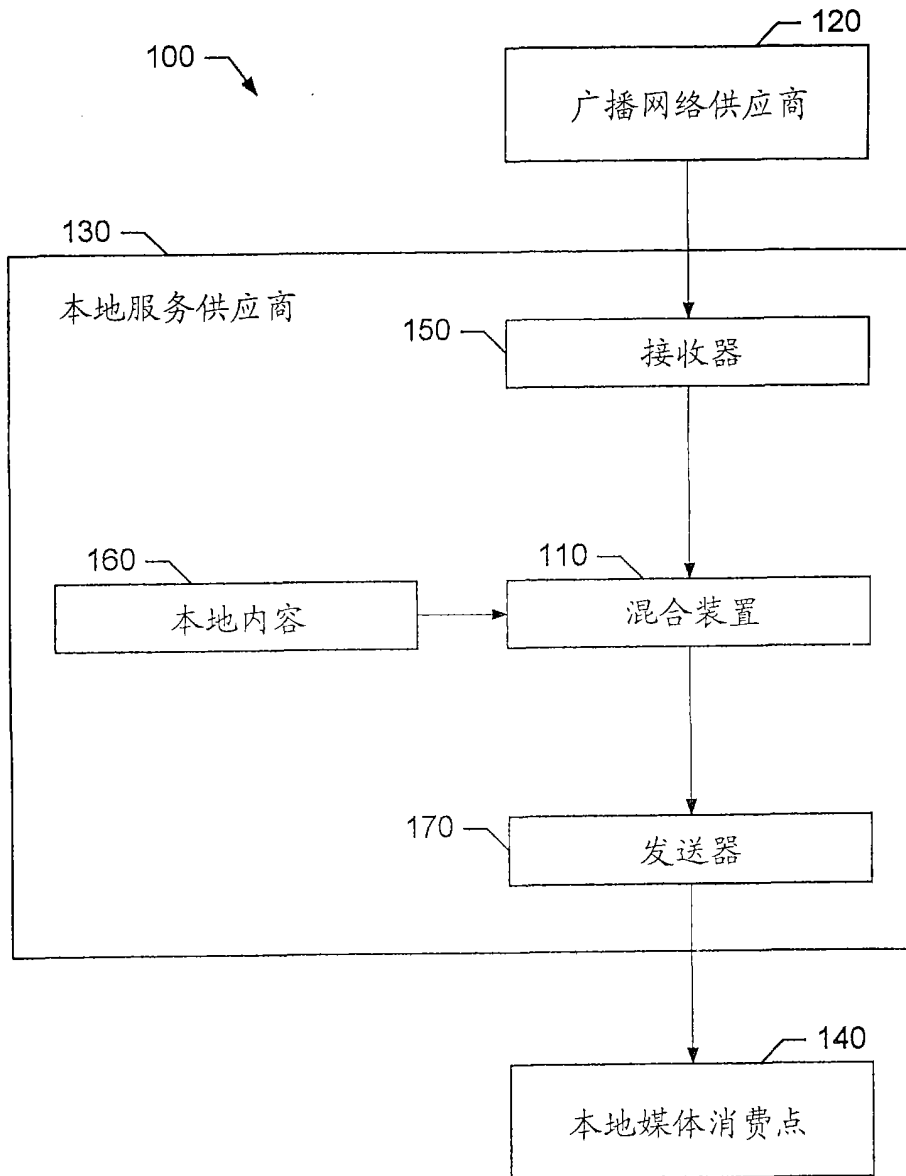 120
100
广播网络供应商
130
本地服务供应商
150
接收器
160
110
本地内容
混合装置
170
发送器
140
本地媒体消费点